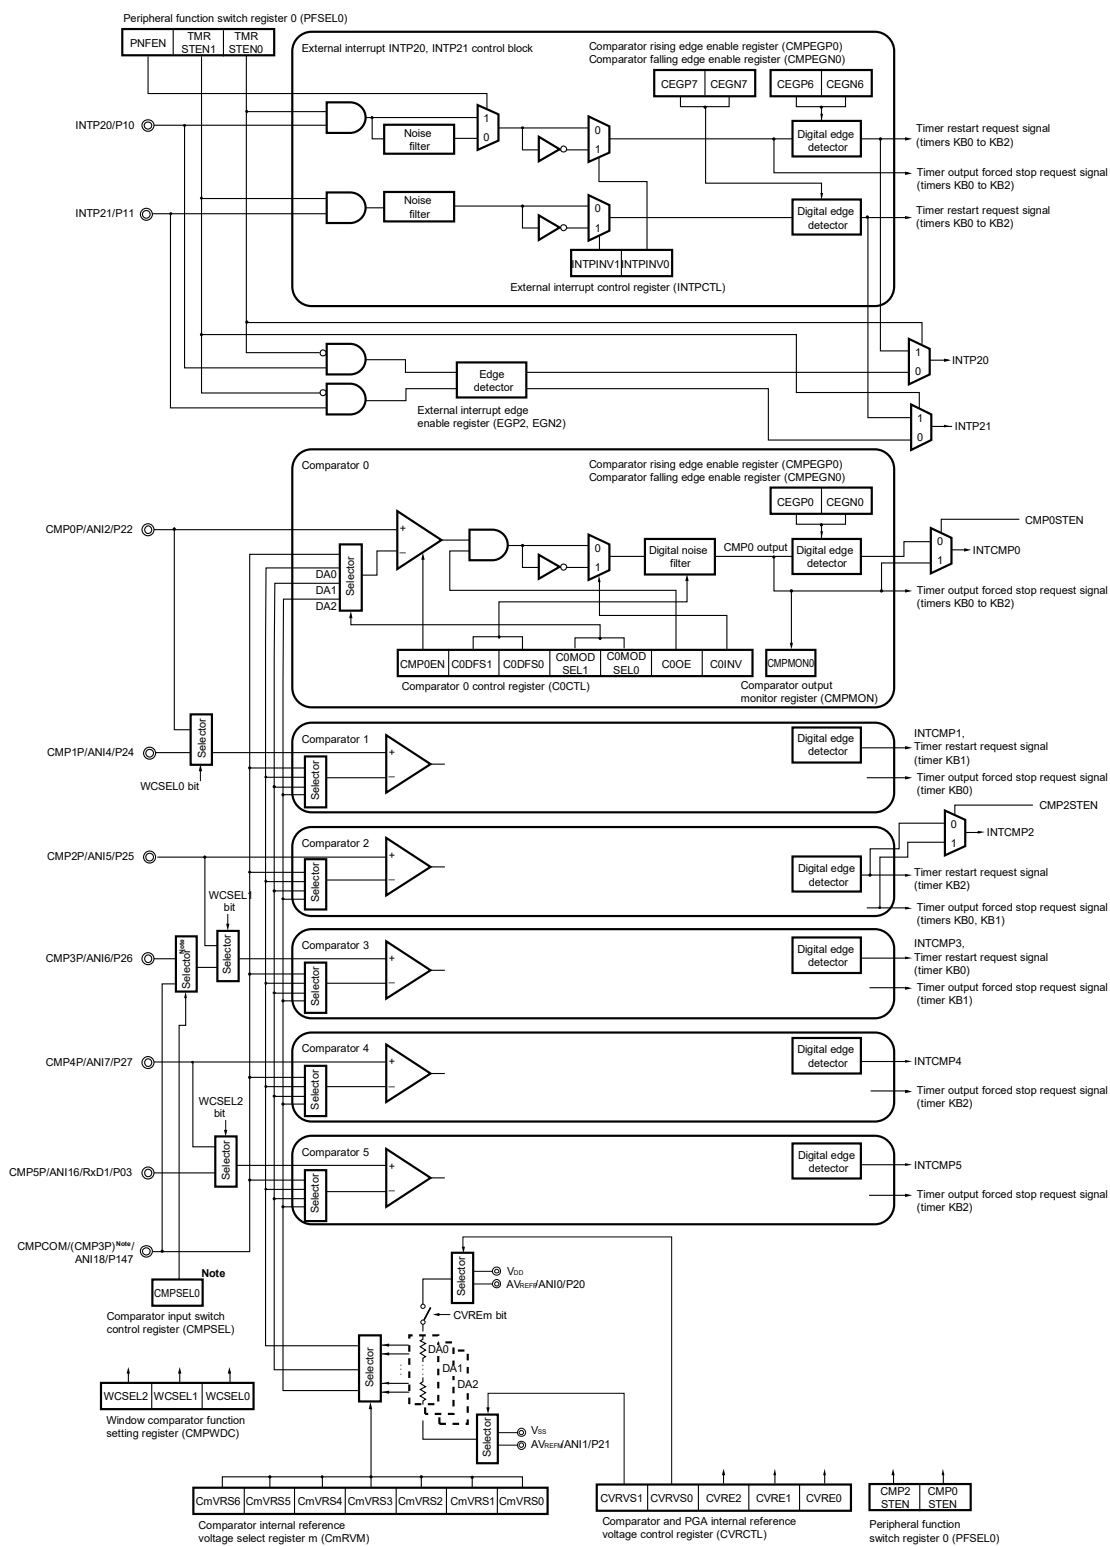 Peripheral function switch register 0 (PFSEL0)
PNFEN
TMR STEN1
TMR STEN0
External interrupt INTP20, INTP21 control block
Comparator rising edge enable register (CMPEGP0)
Comparator falling edge enable register (CMPEGN0)
CEGP7
CEGN7
CEGP6
CEGN6
INTP20/P10
Noise filter
1
0
0
1
Digital edge detector
Timer restart request signal
(timers KB0 to KB2)
Timer output forced stop request signal
(timers KB0 to KB2)
INTP21/P11
Noise filter
0
1
Digital edge detector
Timer restart request signal
(timers KB0 to KB2)
INTPINV1
INTPINV0
External interrupt control register (INTPCTL)
1
0
INTP20
Edge detector
External interrupt edge
enable register (EGP2, EGN2)
1
0
INTP21
Comparator 0
Comparator rising edge enable register (CMPEGP0)
Comparator falling edge enable register (CMPEGN0)
CEGP0
CEGN0
CMP0P/ANI2/P22
+
–
Selector
DA0
DA1
DA2
0
1
Digital noise filter
CMP0 output
Digital edge detector
CMP0STEN
0
1
INTCMP0
Timer output forced stop request signal
(timers KB0 to KB2)
CMP0EN
C0DFS1
C0DFS0
C0MOD SEL1
C0MOD SEL0
C0OE
C0INV
Comparator 0 control register (C0CTL)
CMPMON0
Comparator output
monitor register (CMPMON)
CMP1P/ANI4/P24
Selector
WCSEL0 bit
Comparator 1
Selector
+
–
Digital edge detector
INTCMP1,
Timer restart request signal
(timer KB1)
Timer output forced stop request signal
(timer KB0)
CMP2P/ANI5/P25
Comparator 2
Selector
+
–
Digital edge detector
CMP2STEN
0
1
INTCMP2
Timer restart request signal
(timer KB2)
Timer output forced stop request signal
(timers KB0, KB1)
WCSEL1 bit
CMP3P/ANI6/P26
Selector Note
Selector
Comparator 3
Selector
+
–
Digital edge detector
INTCMP3,
Timer restart request signal
(timer KB0)
Timer output forced stop request signal
(timer KB1)
CMP4P/ANI7/P27
Comparator 4
Selector
+
–
Digital edge detector
INTCMP4
Timer output forced stop request signal
(timer KB2)
WCSEL2 bit
CMP5P/ANI16/RxD1/P03
Selector
Comparator 5
Selector
+
–
Digital edge detector
INTCMP5
Timer output forced stop request signal
(timer KB2)
CMPCOM/(CMP3P)Note/
ANI18/P147
Note
CMPSEL0
Comparator input switch
control register (CMPSEL)
Selector
VDD
AVREFP/ANI0/P20
CVREm bit
Selector
DA0
DA1
DA2
Selector
VSS
AVREFM/ANI1/P21
WCSEL2
WCSEL1
WCSEL0
Window comparator function
setting register (CMPWDC)
CmVRS6
CmVRS5
CmVRS4
CmVRS3
CmVRS2
CmVRS1
CmVRS0
Comparator internal reference
voltage select register m (CmRVM)
CVRVS1
CVRVS0
CVRE2
CVRE1
CVRE0
Comparator and PGA internal reference
voltage control register (CVRCTL)
CMP2 STEN
CMP0 STEN
Peripheral function
switch register 0 (PFSEL0)